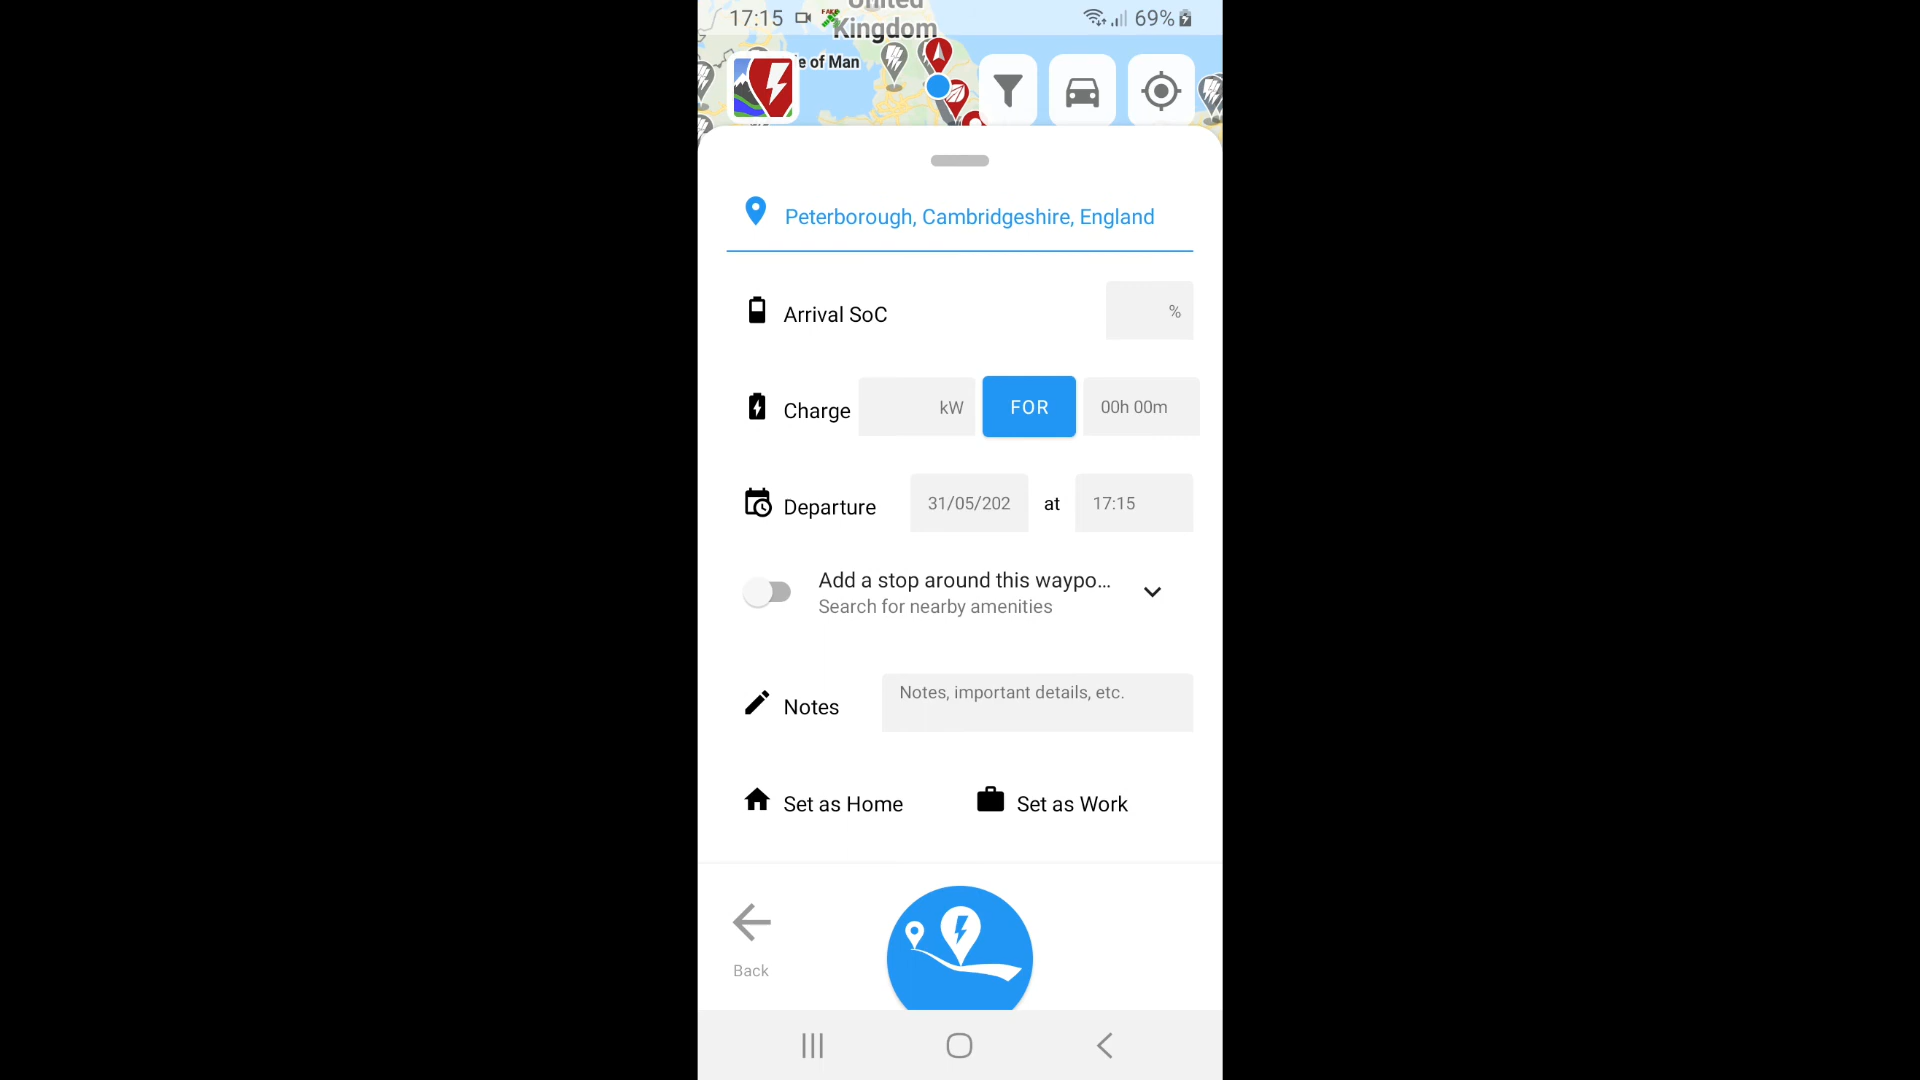 17:15
FAKE
69%
United
Kingdom
e of Man
Peterborough, Cambridgeshire, England
Arrival SoC
%
Charge
kW
FOR
00h 00m
Departure
31/05/202
at
17:15
Add a stop around this waypo...
Search for nearby amenities
Notes
Notes, important details, etc.
Set as Home
Set as Work
Back